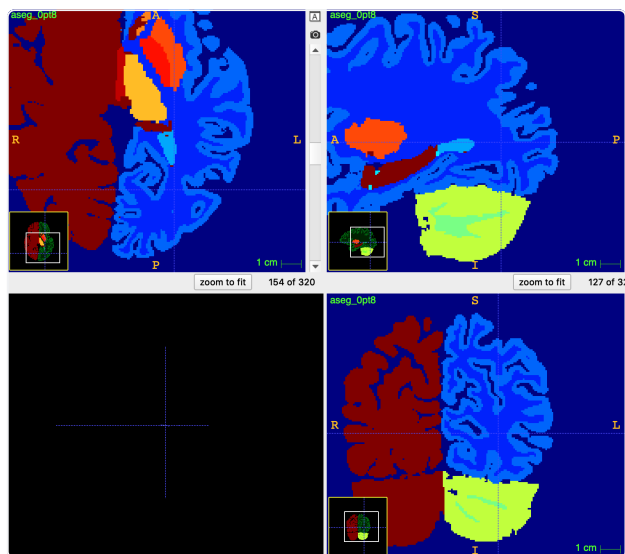 aseg_0pt8
A
A
R
L
P
1 cm
zoom to fit
154 of 320
aseg_0pt8
S
A
P
I
1 cm
zoom to fit
127 of 32
aseg_0pt8
S
R
L
I
1 cm